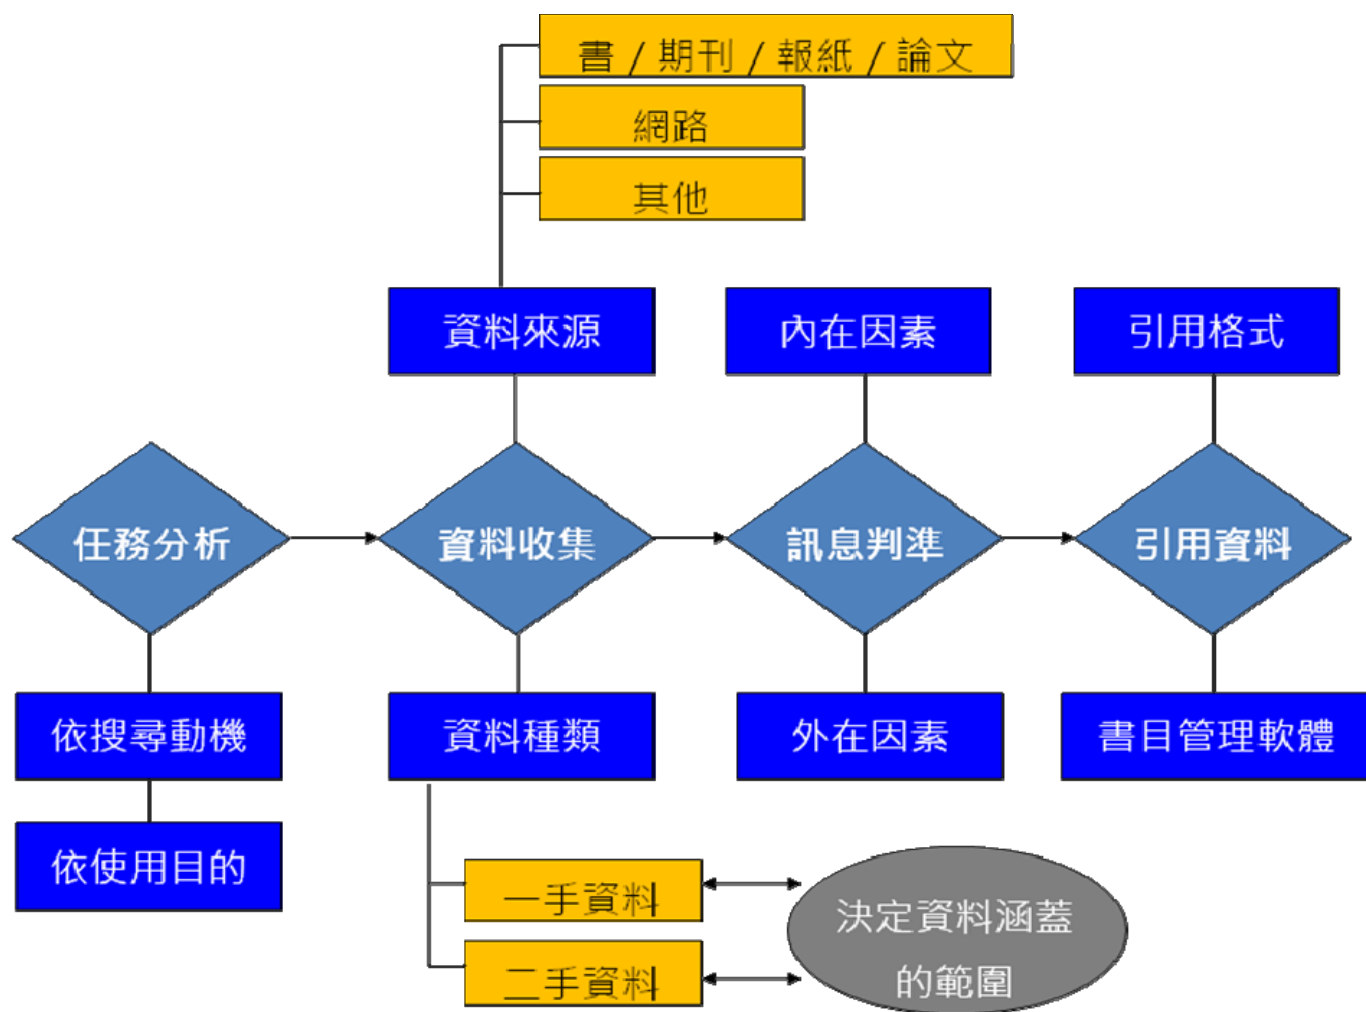 書 / 期刊 / 報紙 / 論文
網路
其他
資料來源
內在因素
引用格式
任務分析
資料收集
訊息判準
引用資料
依搜尋動機
資料種類
外在因素
書目管理軟體
依使用目的
一手資料
二手資料
決定資料涵蓋
的範圍